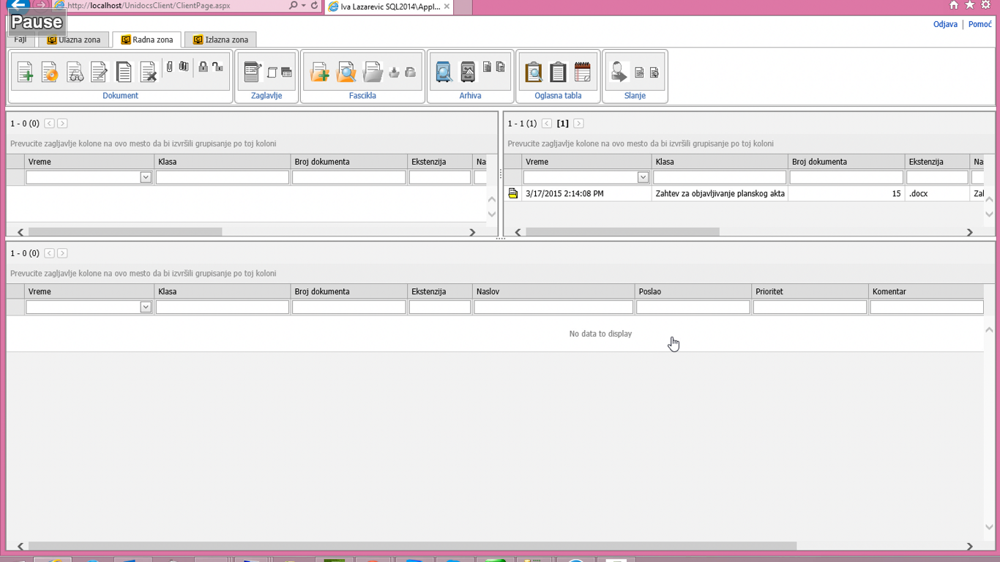 http://localhost/UnidocsClient/ClientPage.aspx
Iva Lazarevic SQL2014\Appl...
Pause
Odjava | Pomoć
Fajl
Ulazna zona
Radna zona
Izlazna zona
Dokument
Zaglavlje
Fascikla
Arhiva
Oglasna tabla
Slanje
1 - 0 (0)
Prevucite zagljavlje kolone na ovo mesto da bi izvršili grupisanje po toj koloni
Vreme Klasa Broj dokumenta Ekstenzija Na
1 - 1 (1) [1]
Prevucite zagljavlje kolone na ovo mesto da bi izvršili grupisanje po toj koloni
Vreme Klasa Broj dokumenta Ekstenzija Na
3/17/2015 2:14:08 PM Zahtev za objavljivanje planskog akta 15 .docx Zal
1 - 0 (0)
Prevucite zagljavlje kolone na ovo mesto da bi izvršili grupisanje po toj koloni
Vreme Klasa Broj dokumenta Ekstenzija Naslov Poslao Prioritet Komentar
No data to display